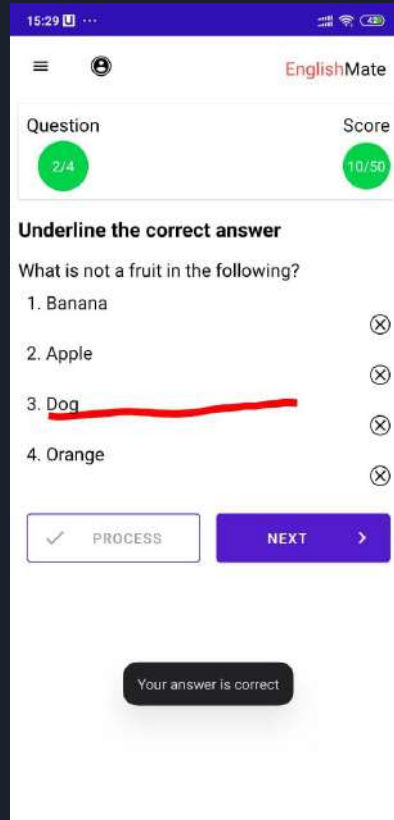 15:29 U ...
42
EnglishMate
Question Score
2/4 10/50
Underline the correct answer
What is not a fruit in the following?
1. Banana
2. Apple
3. Dog
4. Orange
PROCESS NEXT
Your answer is correct